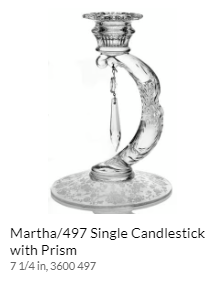 Martha/497 Single Candlestick
with Prism
7 1/4 in, 3600 497